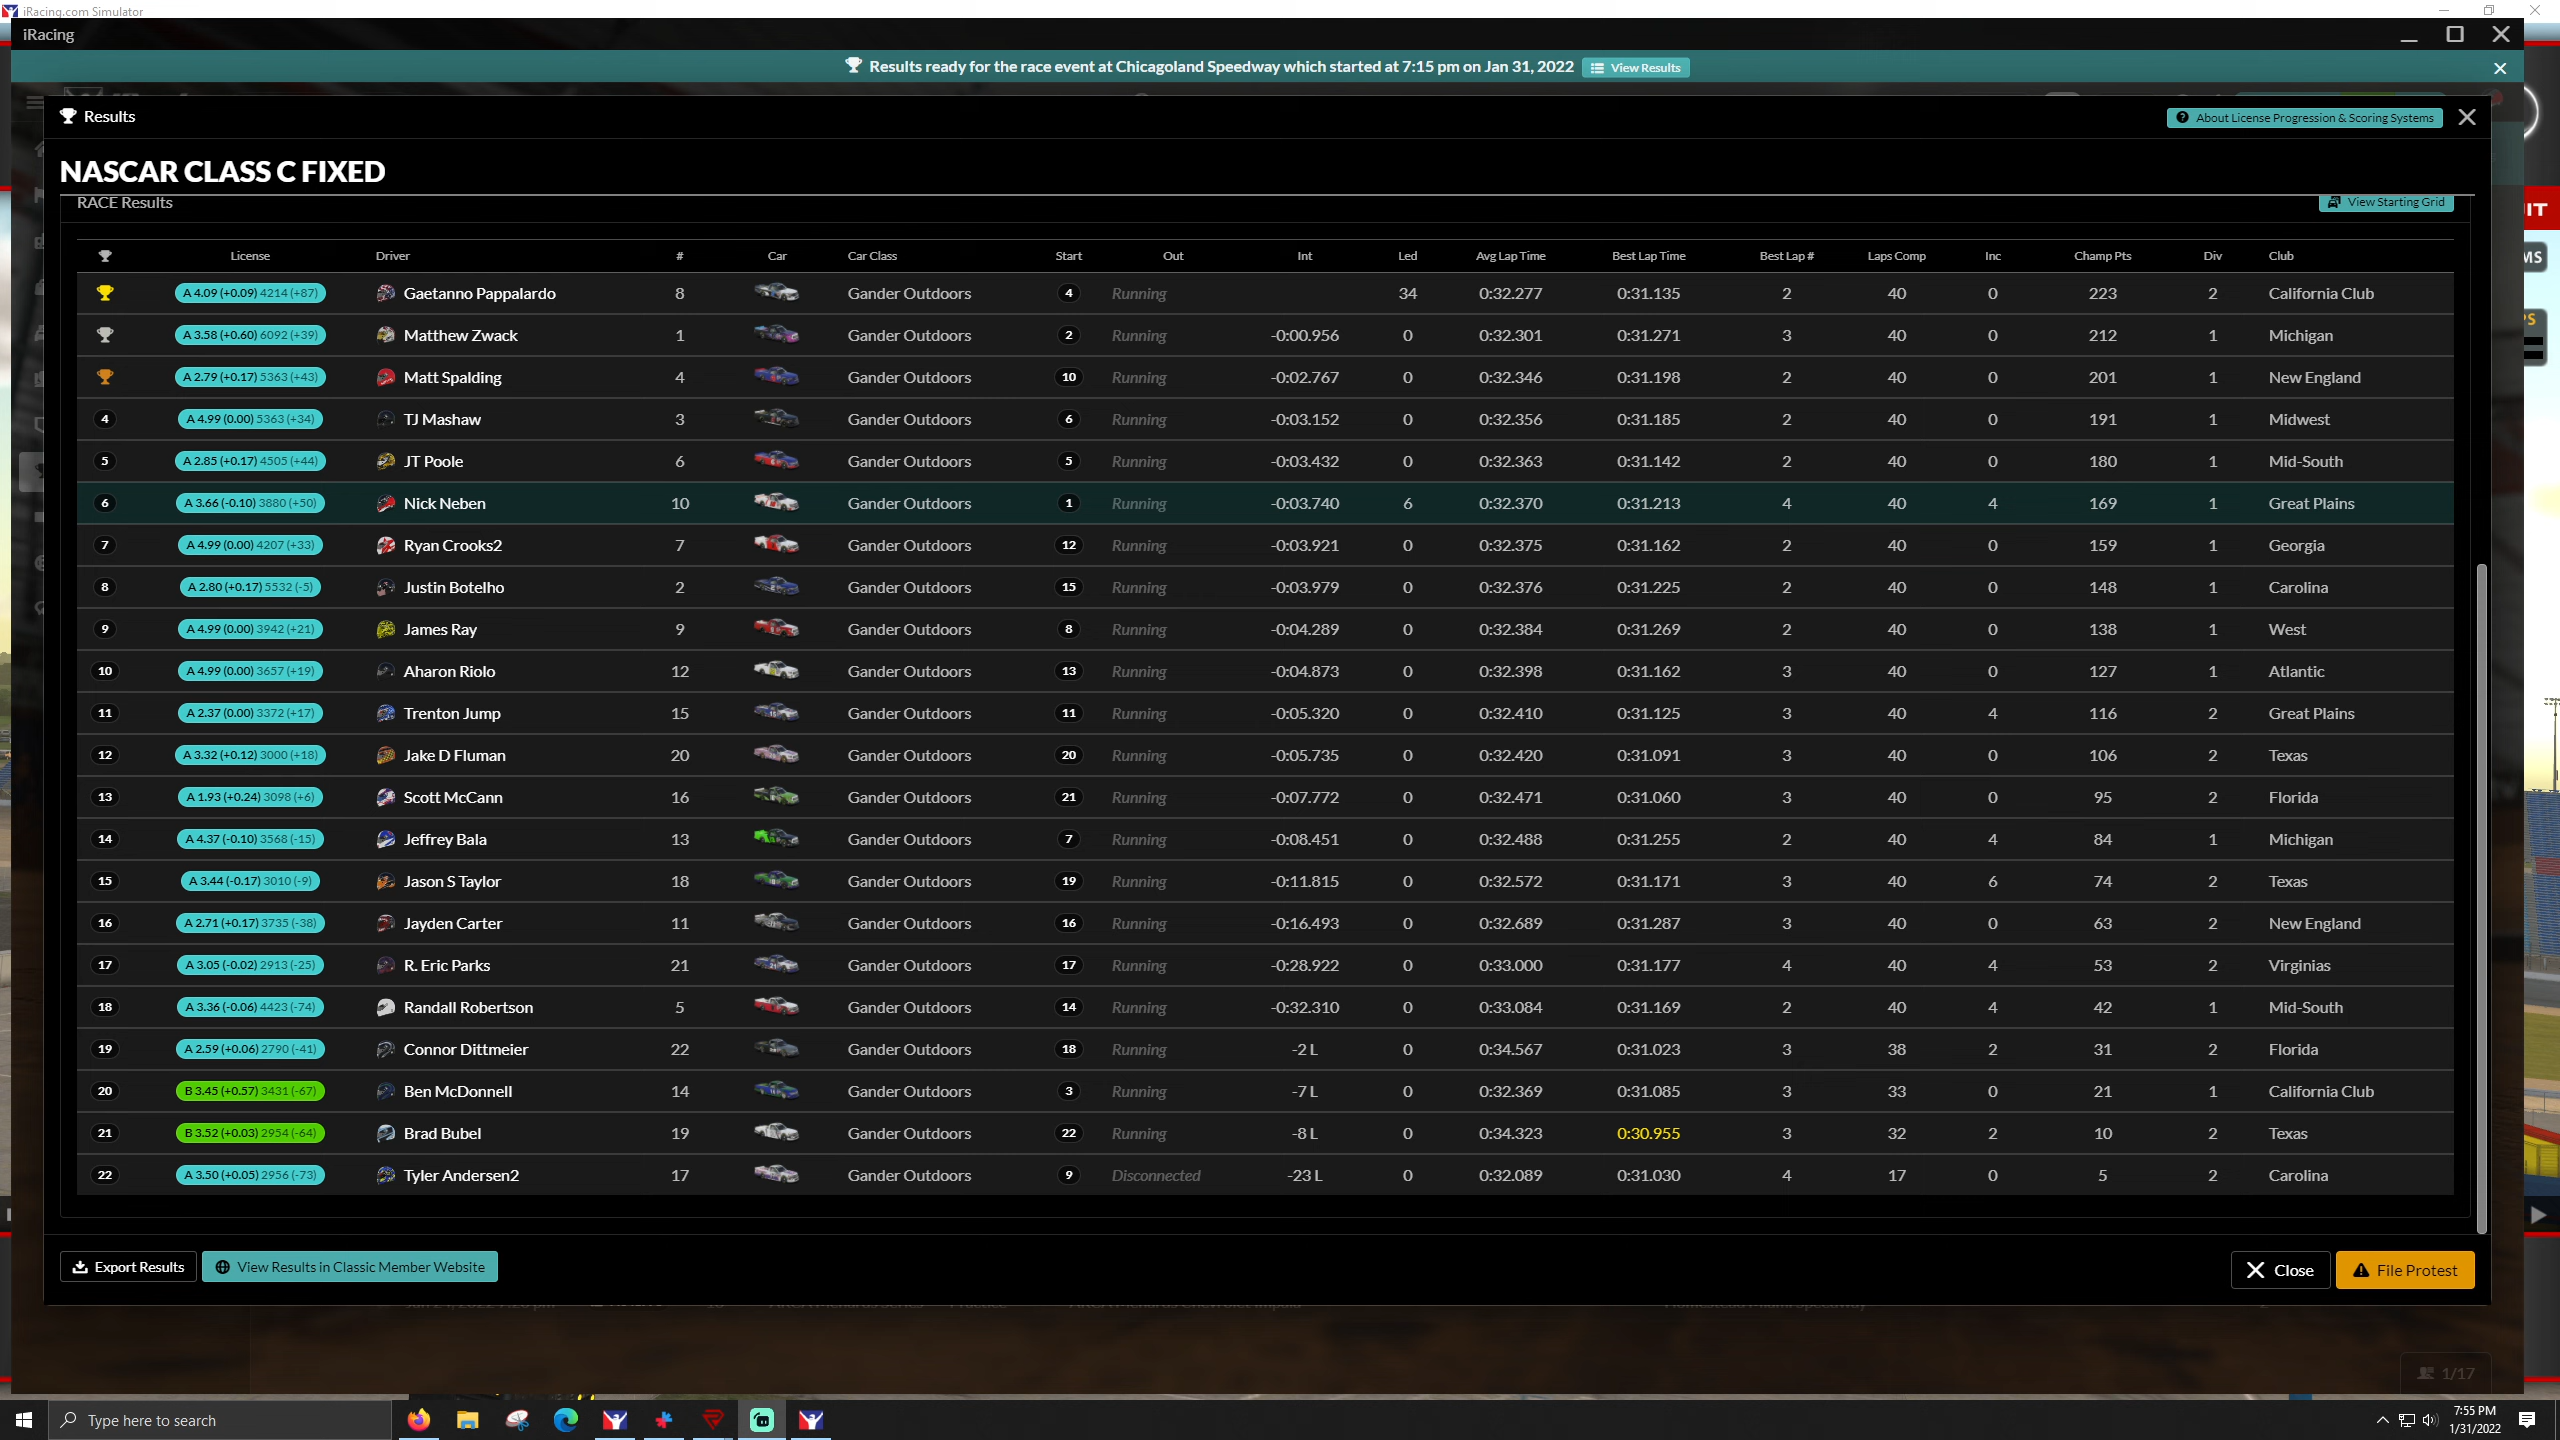 iRacing.com Simulator
iRacing
Results ready for the race event at Chicagoland Speedway which started at 7:15 pm on Jan 31, 2022 View Results
Results About License Progression & Scoring Systems
NASCAR CLASS C FIXED
RACE Results View Starting Grid
License Driver # Car Car Class Start Out Int Led Avg Lap Time Best Lap Time Best Lap # Laps Comp Inc Champ Pts Div Club
A 4.09 (+0.09) 4214 (+87) Gaetanno Pappalardo 8 Gander Outdoors 4 Running 34 0:32.277 0:31.135 2 40 0 223 2 California Club
A 3.58 (+0.60) 6092 (+39) Matthew Zwack 1 Gander Outdoors 2 Running -0:00.956 0 0:32.301 0:31.271 3 40 0 212 1 Michigan
A 2.79 (+0.17) 5363 (+43) Matt Spalding 4 Gander Outdoors 10 Running -0:02.767 0 0:32.346 0:31.198 2 40 0 201 1 New England
4 A 4.99 (0.00) 5363 (+34) TJ Mashaw 3 Gander Outdoors 6 Running -0:03.152 0 0:32.356 0:31.185 2 40 0 191 1 Midwest
5 A 2.85 (+0.17) 4505 (+44) JT Poole 6 Gander Outdoors 5 Running -0:03.432 0 0:32.363 0:31.142 2 40 0 180 1 Mid-South
6 A 3.66 (-0.10) 3880 (+50) Nick Neben 10 Gander Outdoors 1 Running -0:03.740 6 0:32.370 0:31.213 4 40 4 169 1 Great Plains
7 A 4.99 (0.00) 4207 (+33) Ryan Crooks2 7 Gander Outdoors 12 Running -0:03.921 0 0:32.375 0:31.162 2 40 0 159 1 Georgia
8 A 2.80 (+0.17) 5532 (-5) Justin Botelho 2 Gander Outdoors 15 Running -0:03.979 0 0:32.376 0:31.225 2 40 0 148 1 Carolina
9 A 4.99 (0.00) 3942 (+21) James Ray 9 Gander Outdoors 8 Running -0:04.289 0 0:32.384 0:31.269 2 40 0 138 1 West
10 A 4.99 (0.00) 3657 (+19) Aharon Riolo 12 Gander Outdoors 13 Running -0:04.873 0 0:32.398 0:31.162 3 40 0 127 1 Atlantic
11 A 2.37 (0.00) 3372 (+17) Trenton Jump 15 Gander Outdoors 11 Running -0:05.320 0 0:32.410 0:31.125 3 40 4 116 2 Great Plains
12 A 3.32 (+0.12) 3000 (+18) Jake D Fluman 20 Gander Outdoors 20 Running -0:05.735 0 0:32.420 0:31.091 3 40 0 106 2 Texas
13 A 1.93 (+0.24) 3098 (+6) Scott McCann 16 Gander Outdoors 21 Running -0:07.772 0 0:32.471 0:31.060 3 40 0 95 2 Florida
14 A 4.37 (-0.10) 3568 (-15) Jeffrey Bala 13 Gander Outdoors 7 Running -0:08.451 0 0:32.488 0:31.255 2 40 4 84 1 Michigan
15 A 3.44 (-0.17) 3010 (-9) Jason S Taylor 18 Gander Outdoors 19 Running -0:11.815 0 0:32.572 0:31.171 3 40 6 74 2 Texas
16 A 2.71 (+0.17) 3735 (-38) Jayden Carter 11 Gander Outdoors 16 Running -0:16.493 0 0:32.689 0:31.287 3 40 0 63 2 New England
17 A 3.05 (-0.02) 2913 (-25) R. Eric Parks 21 Gander Outdoors 17 Running -0:28.922 0 0:33.000 0:31.177 4 40 4 53 2 Virginias
18 A 3.36 (-0.06) 4423 (-74) Randall Robertson 5 Gander Outdoors 14 Running -0:32.310 0 0:33.084 0:31.169 2 40 4 42 1 Mid-South
19 A 2.59 (+0.06) 2790 (-41) Connor Dittmeier 22 Gander Outdoors 18 Running -2 L 0 0:34.567 0:31.023 3 38 2 31 2 Florida
20 B 3.45 (+0.57) 3431 (-67) Ben McDonnell 14 Gander Outdoors 3 Running -7 L 0 0:32.369 0:31.085 3 33 0 21 1 California Club
21 B 3.52 (+0.03) 2954 (-64) Brad Bubel 19 Gander Outdoors 22 Running -8 L 0 0:34.323 0:30.955 3 32 2 10 2 Texas
22 A 3.50 (+0.05) 2956 (-73) Tyler Andersen2 17 Gander Outdoors 9 Disconnected -23 L 0 0:32.089 0:31.030 4 17 0 5 2 Carolina
Export Results View Results in Classic Member Website Close File Protest
1/17
Type here to search
7:55 PM
1/31/2022